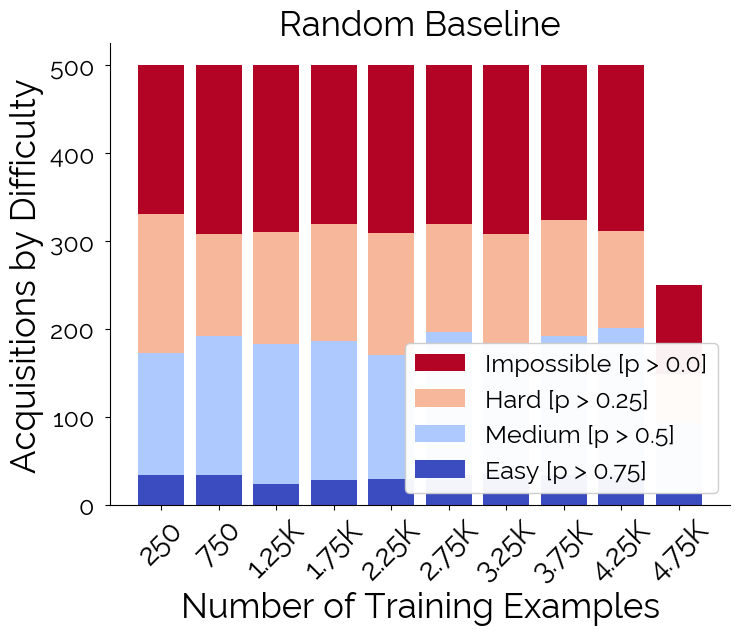 Random Baseline
Acquisitions by Difficulty
500
400
300
200
100
0
Impossible [p > 0.0]
Hard [p > 0.25]
Medium [p > 0.5]
Easy [p > 0.75]
250
750
1.25K
1.75K
2.25K
2.75K
3.25K
3.75K
4.25K
4.75K
Number of Training Examples